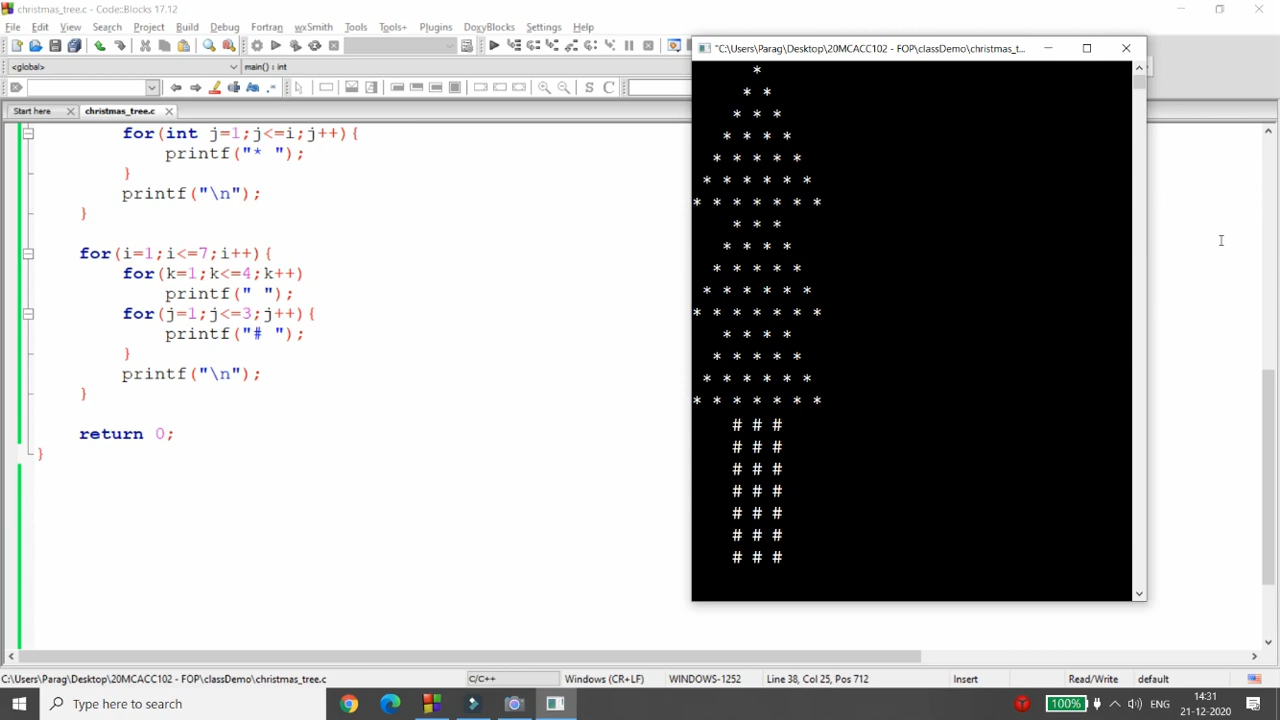 christmas_tree.c - Code::Blocks 17.12
File Edit View Search Project Build Debug Fortran wxSmith Tools Tools+ Plugins DoxyBlocks Settings Help
<global> main() : int
Start here christmas_tree.c
for(int j=1;j<=i;j++){
printf("* ");
}
printf("\n");
}
for(i=1;i<=7;i++){
for(k=1;k<=4;k++)
printf(" ");
for(j=1;j<=3;j++){
printf("# ");
}
printf("\n");
}
return 0;
}
"C:\Users\Parag\Desktop\20MCACC102 - FOP\classDemo\christmas_t...
*
* *
* * *
* * * *
* * * * *
* * * * * *
* * * * * * *
* * *
* * * *
* * * * *
* * * * * *
* * * * * * *
* * * *
* * * * *
* * * * * *
* * * * * * *
# # #
# # #
# # #
# # #
# # #
# # #
# # #
C:\Users\Parag\Desktop\20MCACC102 - FOP\classDemo\christmas_tree.c C/C++ Windows (CR+LF) WINDOWS-1252 Line 38, Col 25, Pos 712 Insert Read/Write default
Type here to search 100% ENG 14:31
21-12-2020